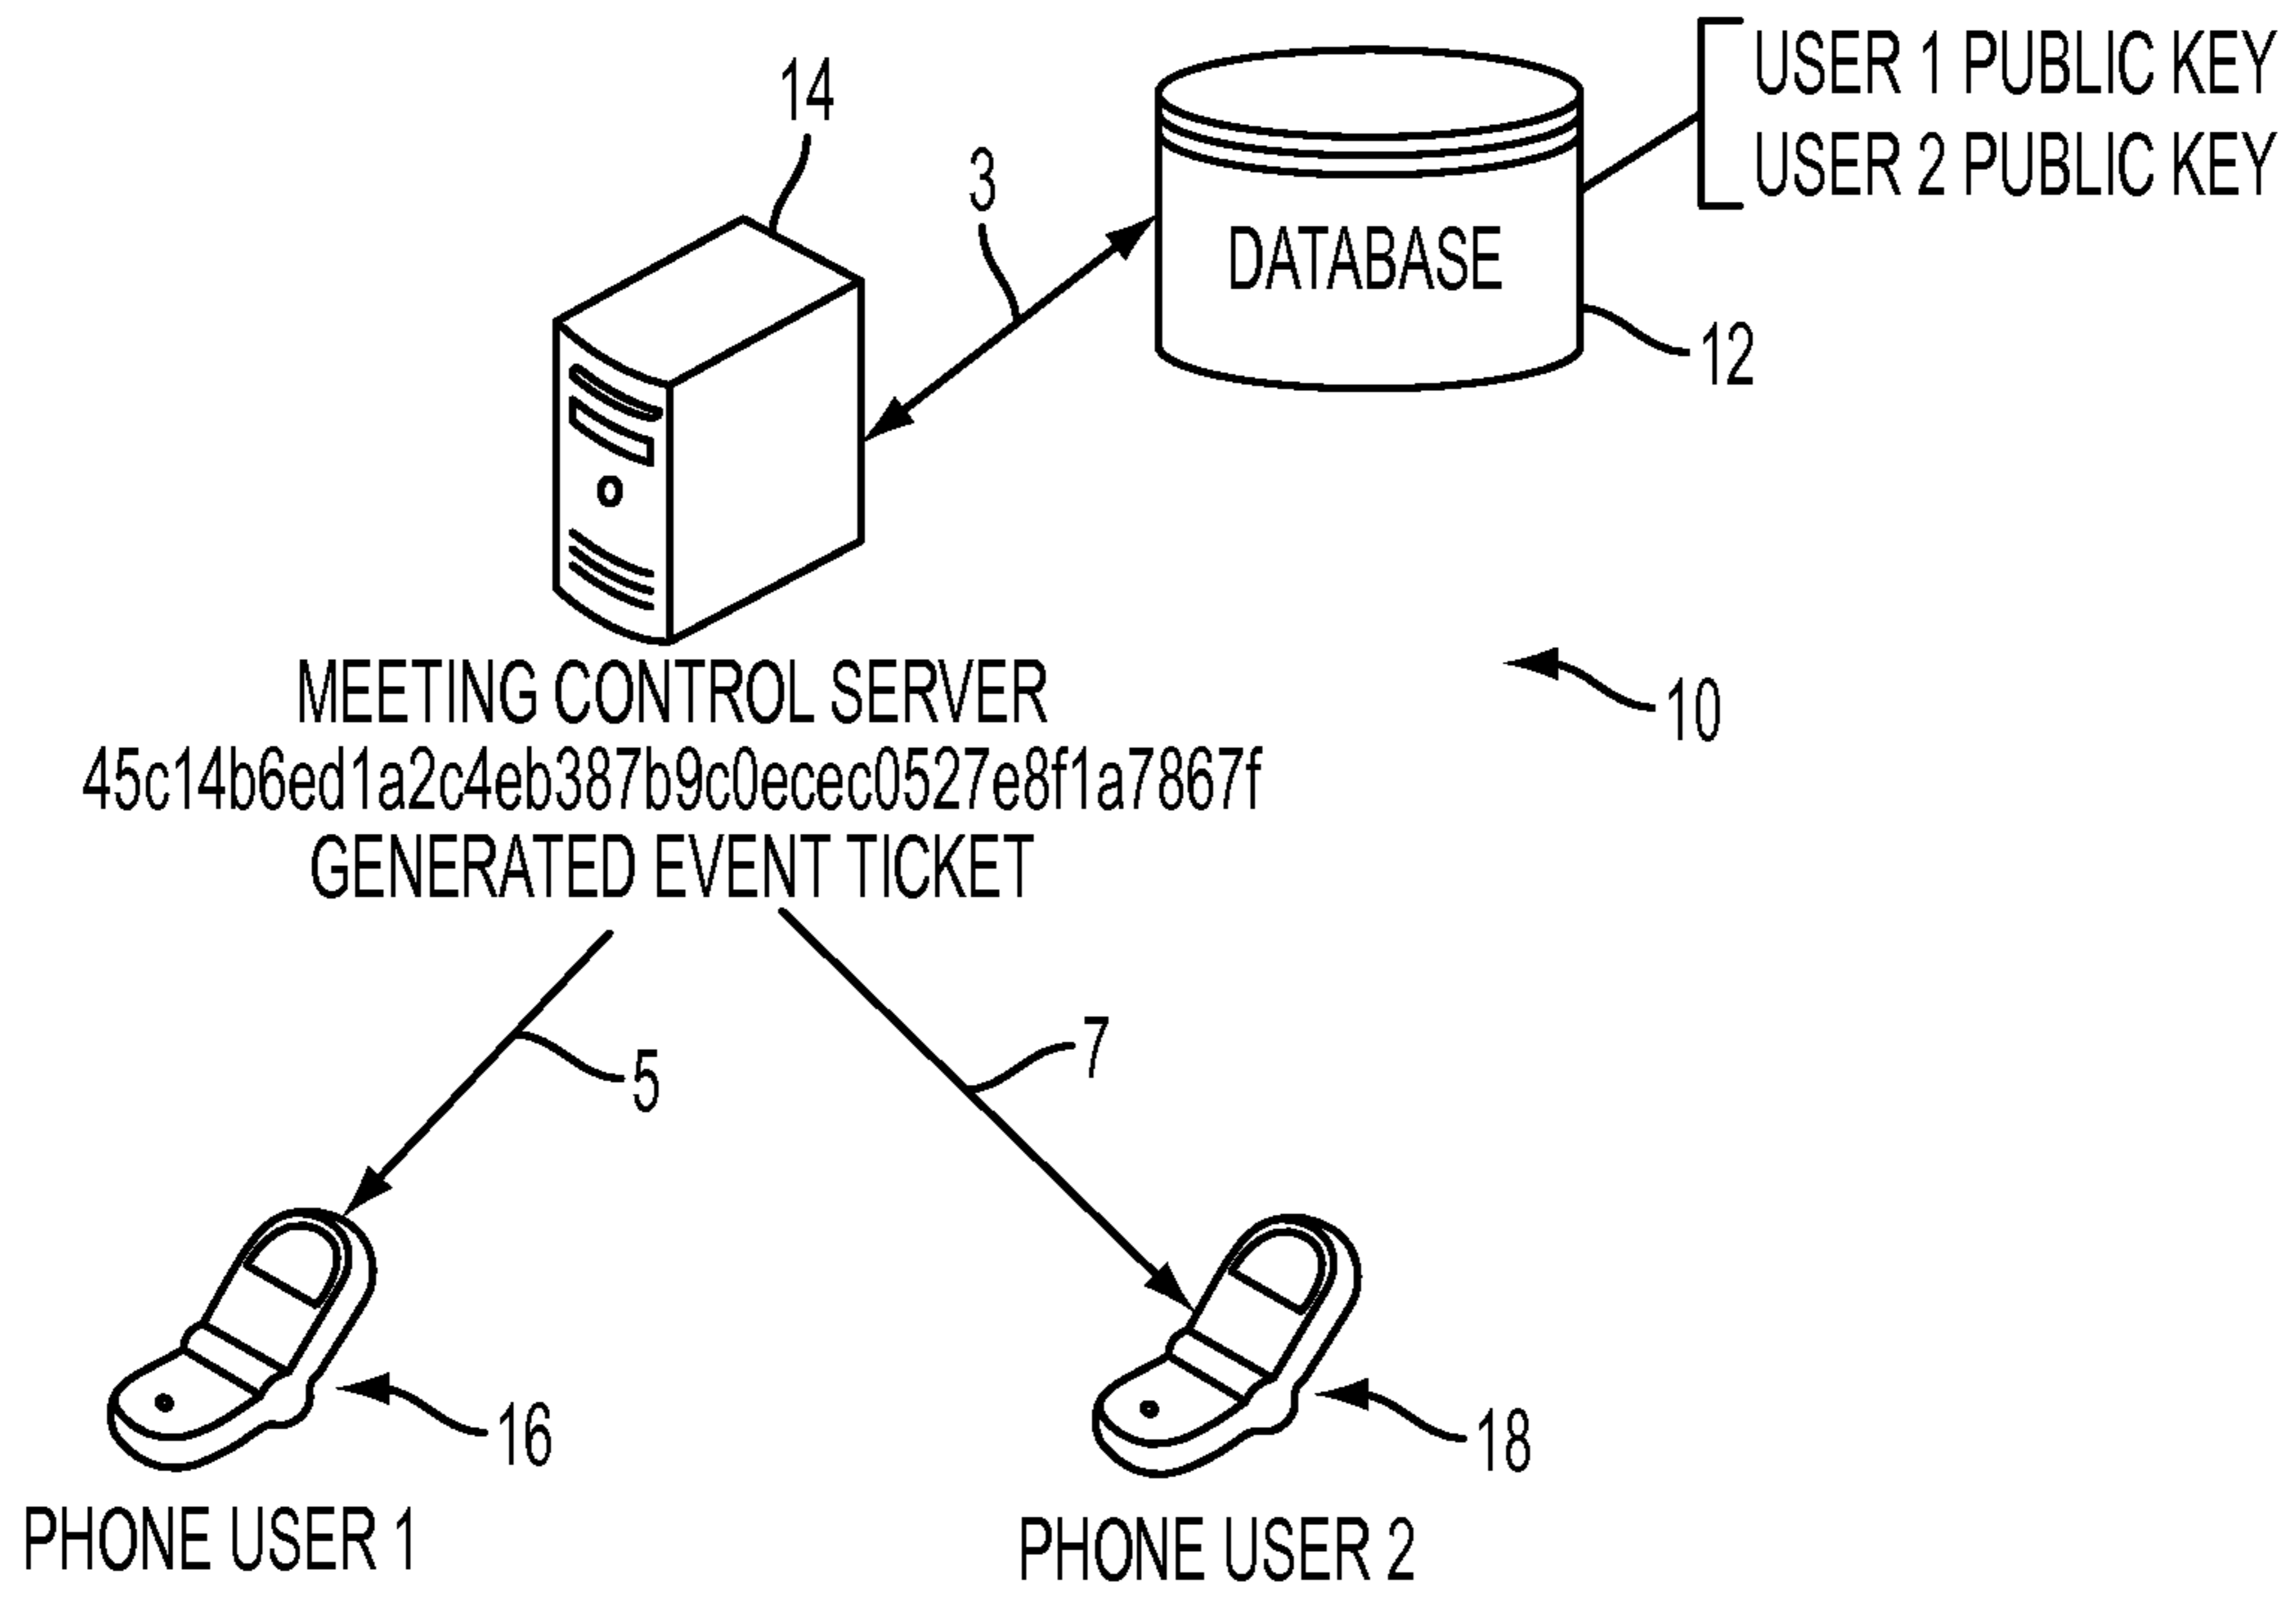 14
3
USER 1 PUBLIC KEY
USER 2 PUBLIC KEY
DATABASE
12
MEETING CONTROL SERVER
45c14b6ed1a2c4eb387b9c0ecec0527e8f1a7867f
GENERATED EVENT TICKET
10
5
7
16
18
PHONE USER 1
PHONE USER 2